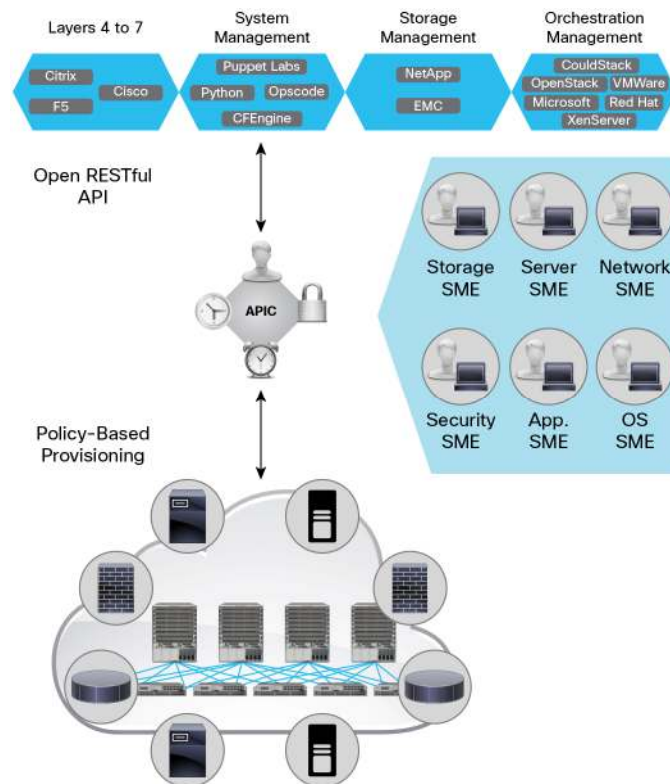 Layers 4 to 7
System
Management
Storage
Management
Orchestration
Management
Citrix
F5
Cisco
Puppet Labs
Python
Opscode
CFEngine
NetApp
EMC
CouldStack
OpenStack
VMWare
Microsoft
Red Hat
XenServer
Open RESTful
API
Storage
SME
Server
SME
Network
SME
APIC
Security
SME
App.
SME
OS
SME
Policy-Based
Provisioning